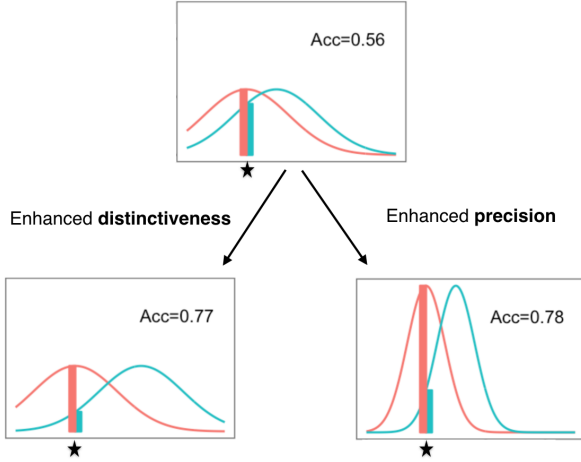 Acc=0.56
Enhanced distinctiveness
Enhanced precision
Acc=0.77
Acc=0.78